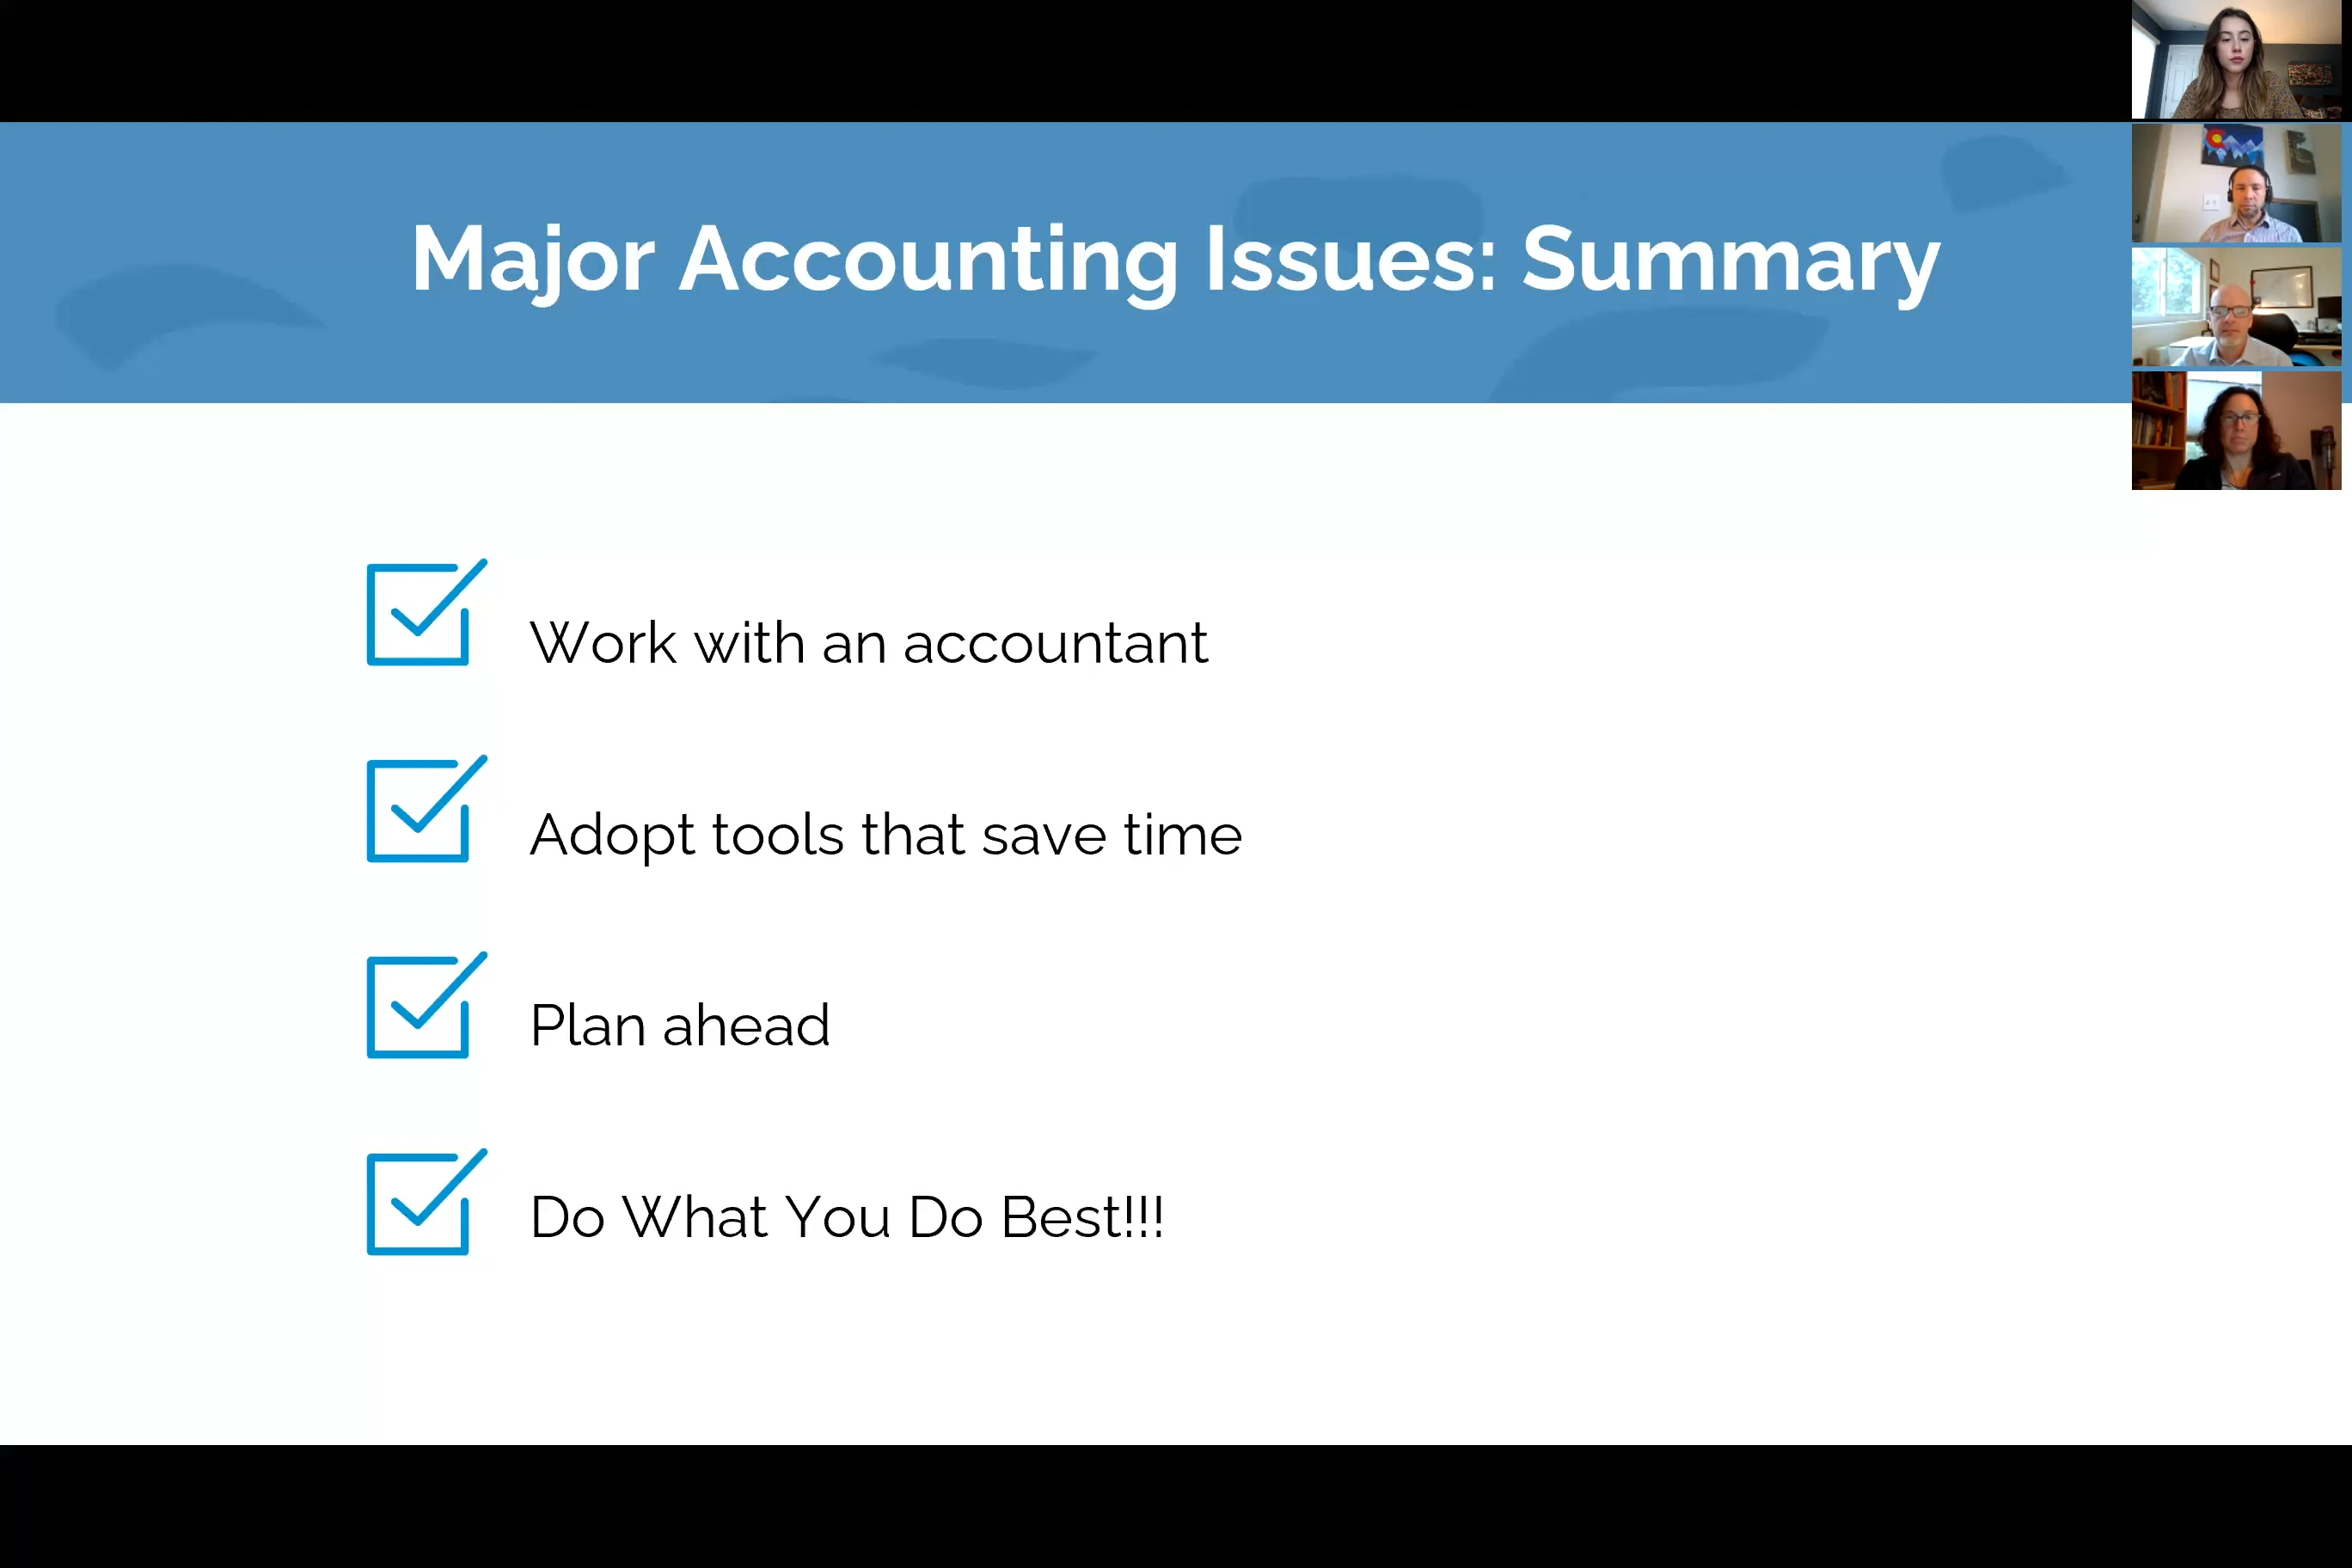 Major Accounting Issues: Summary
Work with an accountant
Adopt tools that save time
Plan ahead
Do What You Do Best!!!